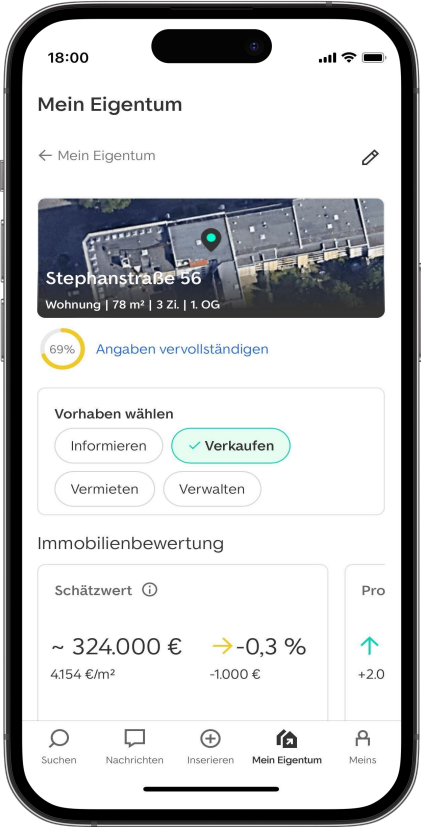 18:00
Mein Eigentum
← Mein Eigentum
Stephanstraße 56
Wohnung | 78 m² | 3 Zi. | 1. OG
69% Angaben vervollständigen
Vorhaben wählen
Informieren ✓ Verkaufen
Vermieten Verwalten
Immobilienbewertung
Schätzwert Pro
~ 324.000 € → -0,3 % ↑
4.154 €/m² -1.000 € +2.0
Suchen Nachrichten Inserieren Mein Eigentum Meins